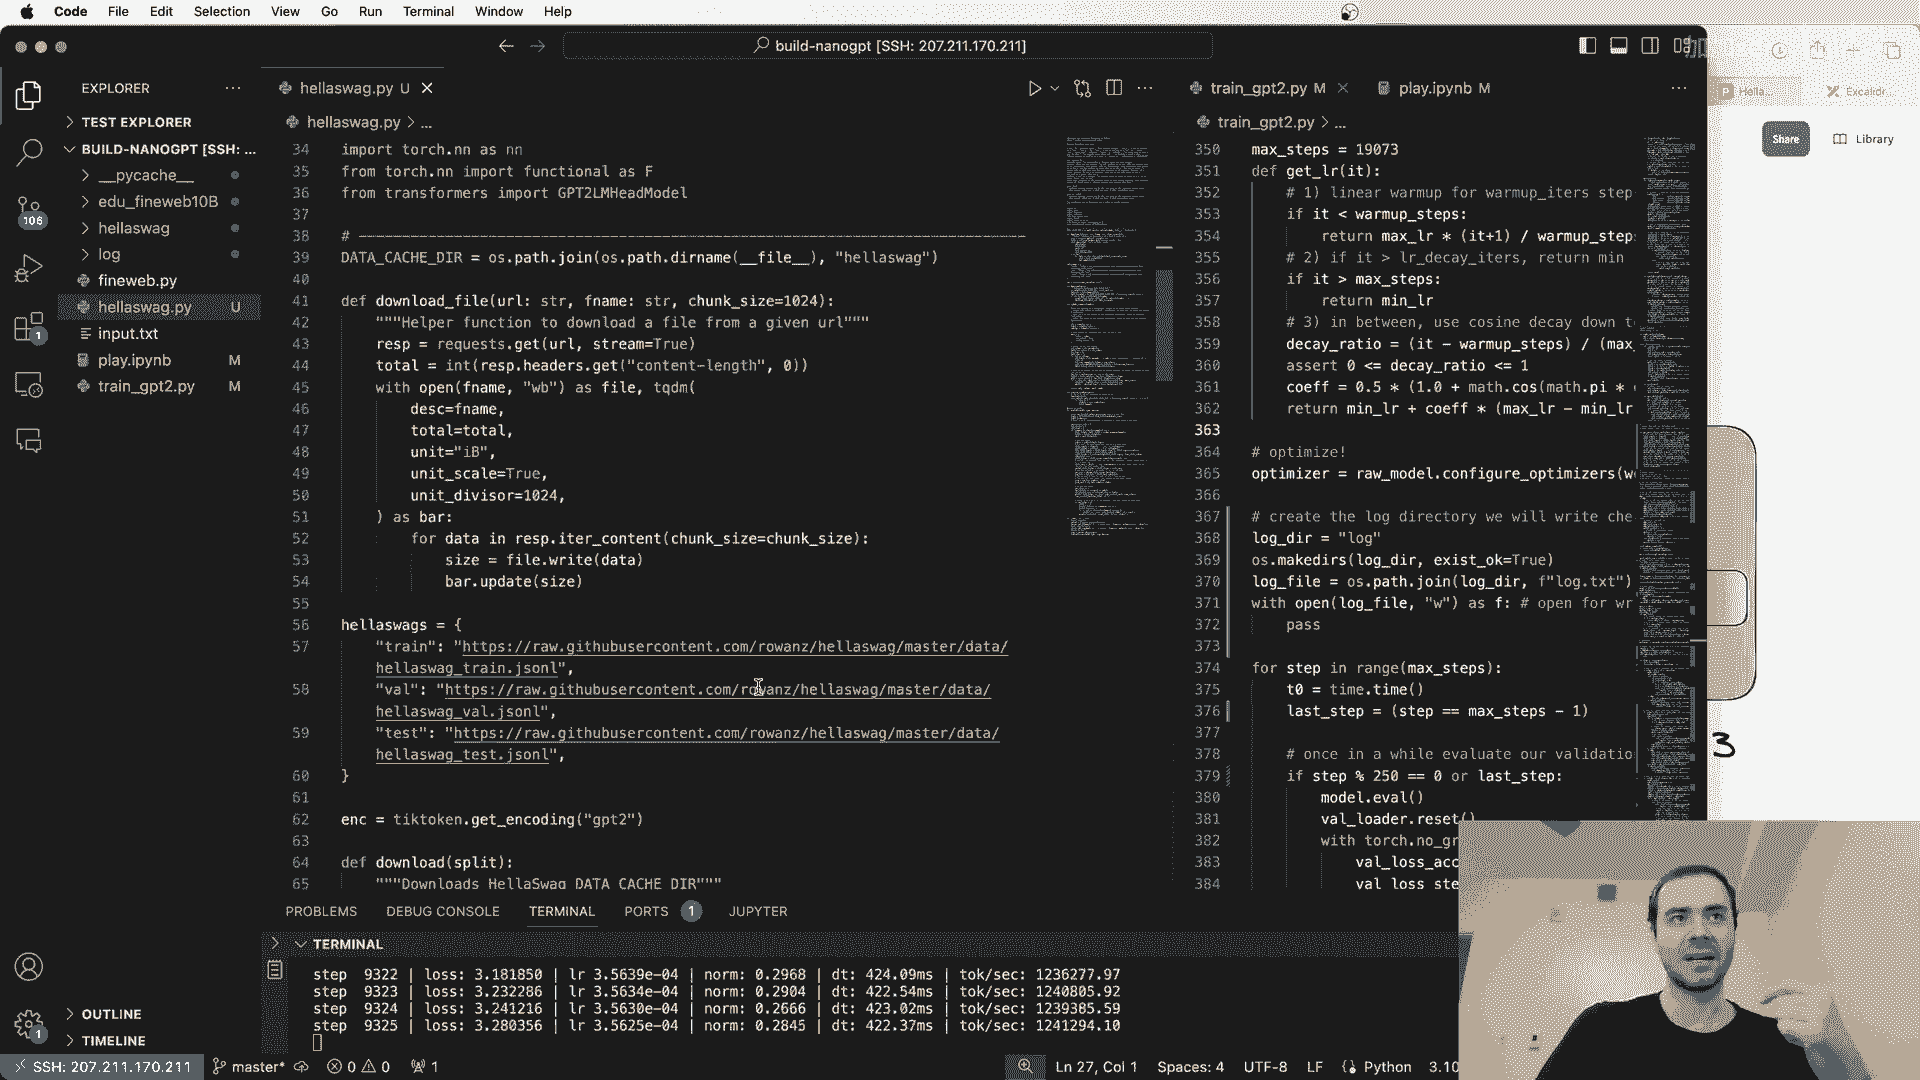 Code File Edit Selection View Go Run Terminal Window Help
build-nanogpt [SSH: 207.211.170.211]
EXPLORER
TEST EXPLORER
BUILD-NANOGPT [SSH: ...
__pycache__
edu_fineweb10B
hellaswag
log
fineweb.py
hellaswag.py U
input.txt
play.ipynb M
train_gpt2.py M
OUTLINE
TIMELINE
106
1
1
hellaswag.py U
hellaswag.py > ...
34 import torch.nn as nn
35 from torch.nn import functional as F
36 from transformers import GPT2LMHeadModel
37
38 # -----------------------------------------------------------------------------
39 DATA_CACHE_DIR = os.path.join(os.path.dirname(__file__), "hellaswag")
40
41 def download_file(url: str, fname: str, chunk_size=1024):
42 """Helper function to download a file from a given url"""
43 resp = requests.get(url, stream=True)
44 total = int(resp.headers.get("content-length", 0))
45 with open(fname, "wb") as file, tqdm(
46 desc=fname,
47 total=total,
48 unit="iB",
49 unit_scale=True,
50 unit_divisor=1024,
51 ) as bar:
52 for data in resp.iter_content(chunk_size=chunk_size):
53 size = file.write(data)
54 bar.update(size)
55
56 hellaswags = {
57 "train": "https://raw.githubusercontent.com/rowanz/hellaswag/master/data/
hellaswag_train.jsonl",
58 "val": "https://raw.githubusercontent.com/rowanz/hellaswag/master/data/
hellaswag_val.jsonl",
59 "test": "https://raw.githubusercontent.com/rowanz/hellaswag/master/data/
hellaswag_test.jsonl",
60 }
61
62 enc = tiktoken.get_encoding("gpt2")
63
64 def download(split):
65 """Downloads HellaSwag DATA_CACHE_DIR"""
train_gpt2.py M
play.ipynb M
train_gpt2.py > ...
350 max_steps = 19073
351 def get_lr(it):
352 # 1) linear warmup for warmup_iters step
353 if it < warmup_steps:
354 return max_lr * (it+1) / warmup_step
355 # 2) if it > lr_decay_iters, return min
356 if it > max_steps:
357 return min_lr
358 # 3) in between, use cosine decay down t
359 decay_ratio = (it - warmup_steps) / (max_
360 assert 0 <= decay_ratio <= 1
361 coeff = 0.5 * (1.0 + math.cos(math.pi *
362 return min_lr + coeff * (max_lr - min_lr
363
364 # optimize!
365 optimizer = raw_model.configure_optimizers(w
366
367 # create the log directory we will write che
368 log_dir = "log"
369 os.makedirs(log_dir, exist_ok=True)
370 log_file = os.path.join(log_dir, f"log.txt")
371 with open(log_file, "w") as f: # open for wr
372 pass
373
374 for step in range(max_steps):
375 t0 = time.time()
376 last_step = (step == max_steps - 1)
377
378 # once in a while evaluate our validatio
379 if step % 250 == 0 or last_step:
380 model.eval()
381 val_loader.reset()
382 with torch.no_gr
383 val_loss_acc
384 val_loss_ste
Hella...
Excalidr...
Share
Library
3
PROBLEMS DEBUG CONSOLE TERMINAL PORTS 1 JUPYTER
TERMINAL
step 9322 | loss: 3.181850 | lr 3.5639e-04 | norm: 0.2968 | dt: 424.09ms | tok/sec: 1236277.97
step 9323 | loss: 3.232286 | lr 3.5634e-04 | norm: 0.2904 | dt: 422.54ms | tok/sec: 1240805.92
step 9324 | loss: 3.241216 | lr 3.5630e-04 | norm: 0.2666 | dt: 423.02ms | tok/sec: 1239385.59
step 9325 | loss: 3.280356 | lr 3.5625e-04 | norm: 0.2845 | dt: 422.37ms | tok/sec: 1241294.10
SSH: 207.211.170.211 master* 0 0 1 Ln 27, Col 1 Spaces: 4 UTF-8 LF Python 3.10